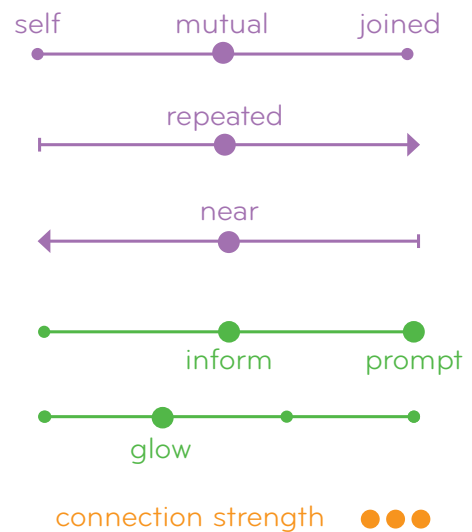 self mutual joined
repeated
near
inform prompt
glow
connection strength